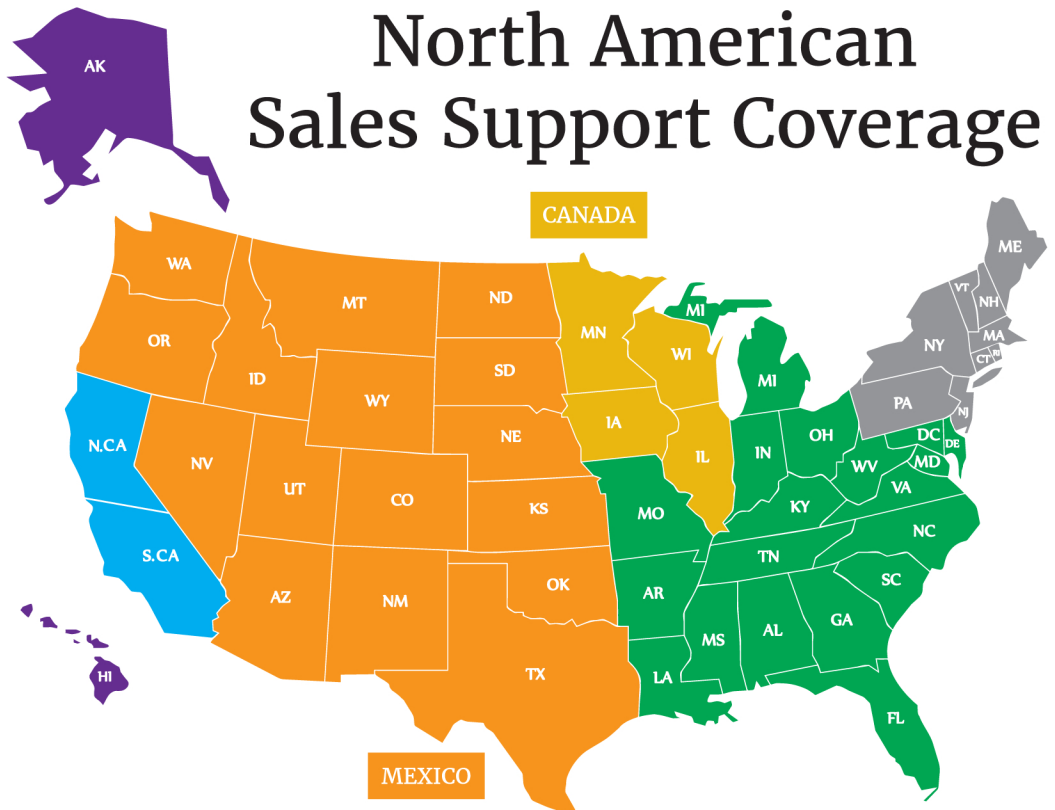 North American
Sales Support Coverage
AK
CANADA
ME
WA
MT
ND
MN
MI
VT
NH
OR
ID
SD
WI
MI
NY
MA
CT
RI
WY
NE
IA
PA
NJ
N.CA
NV
UT
CO
KS
IL
IN
OH
WV
DC
DE
MD
VA
KY
MO
S.CA
AZ
NM
OK
AR
TN
NC
SC
TX
LA
MS
AL
GA
FL
HI
MEXICO